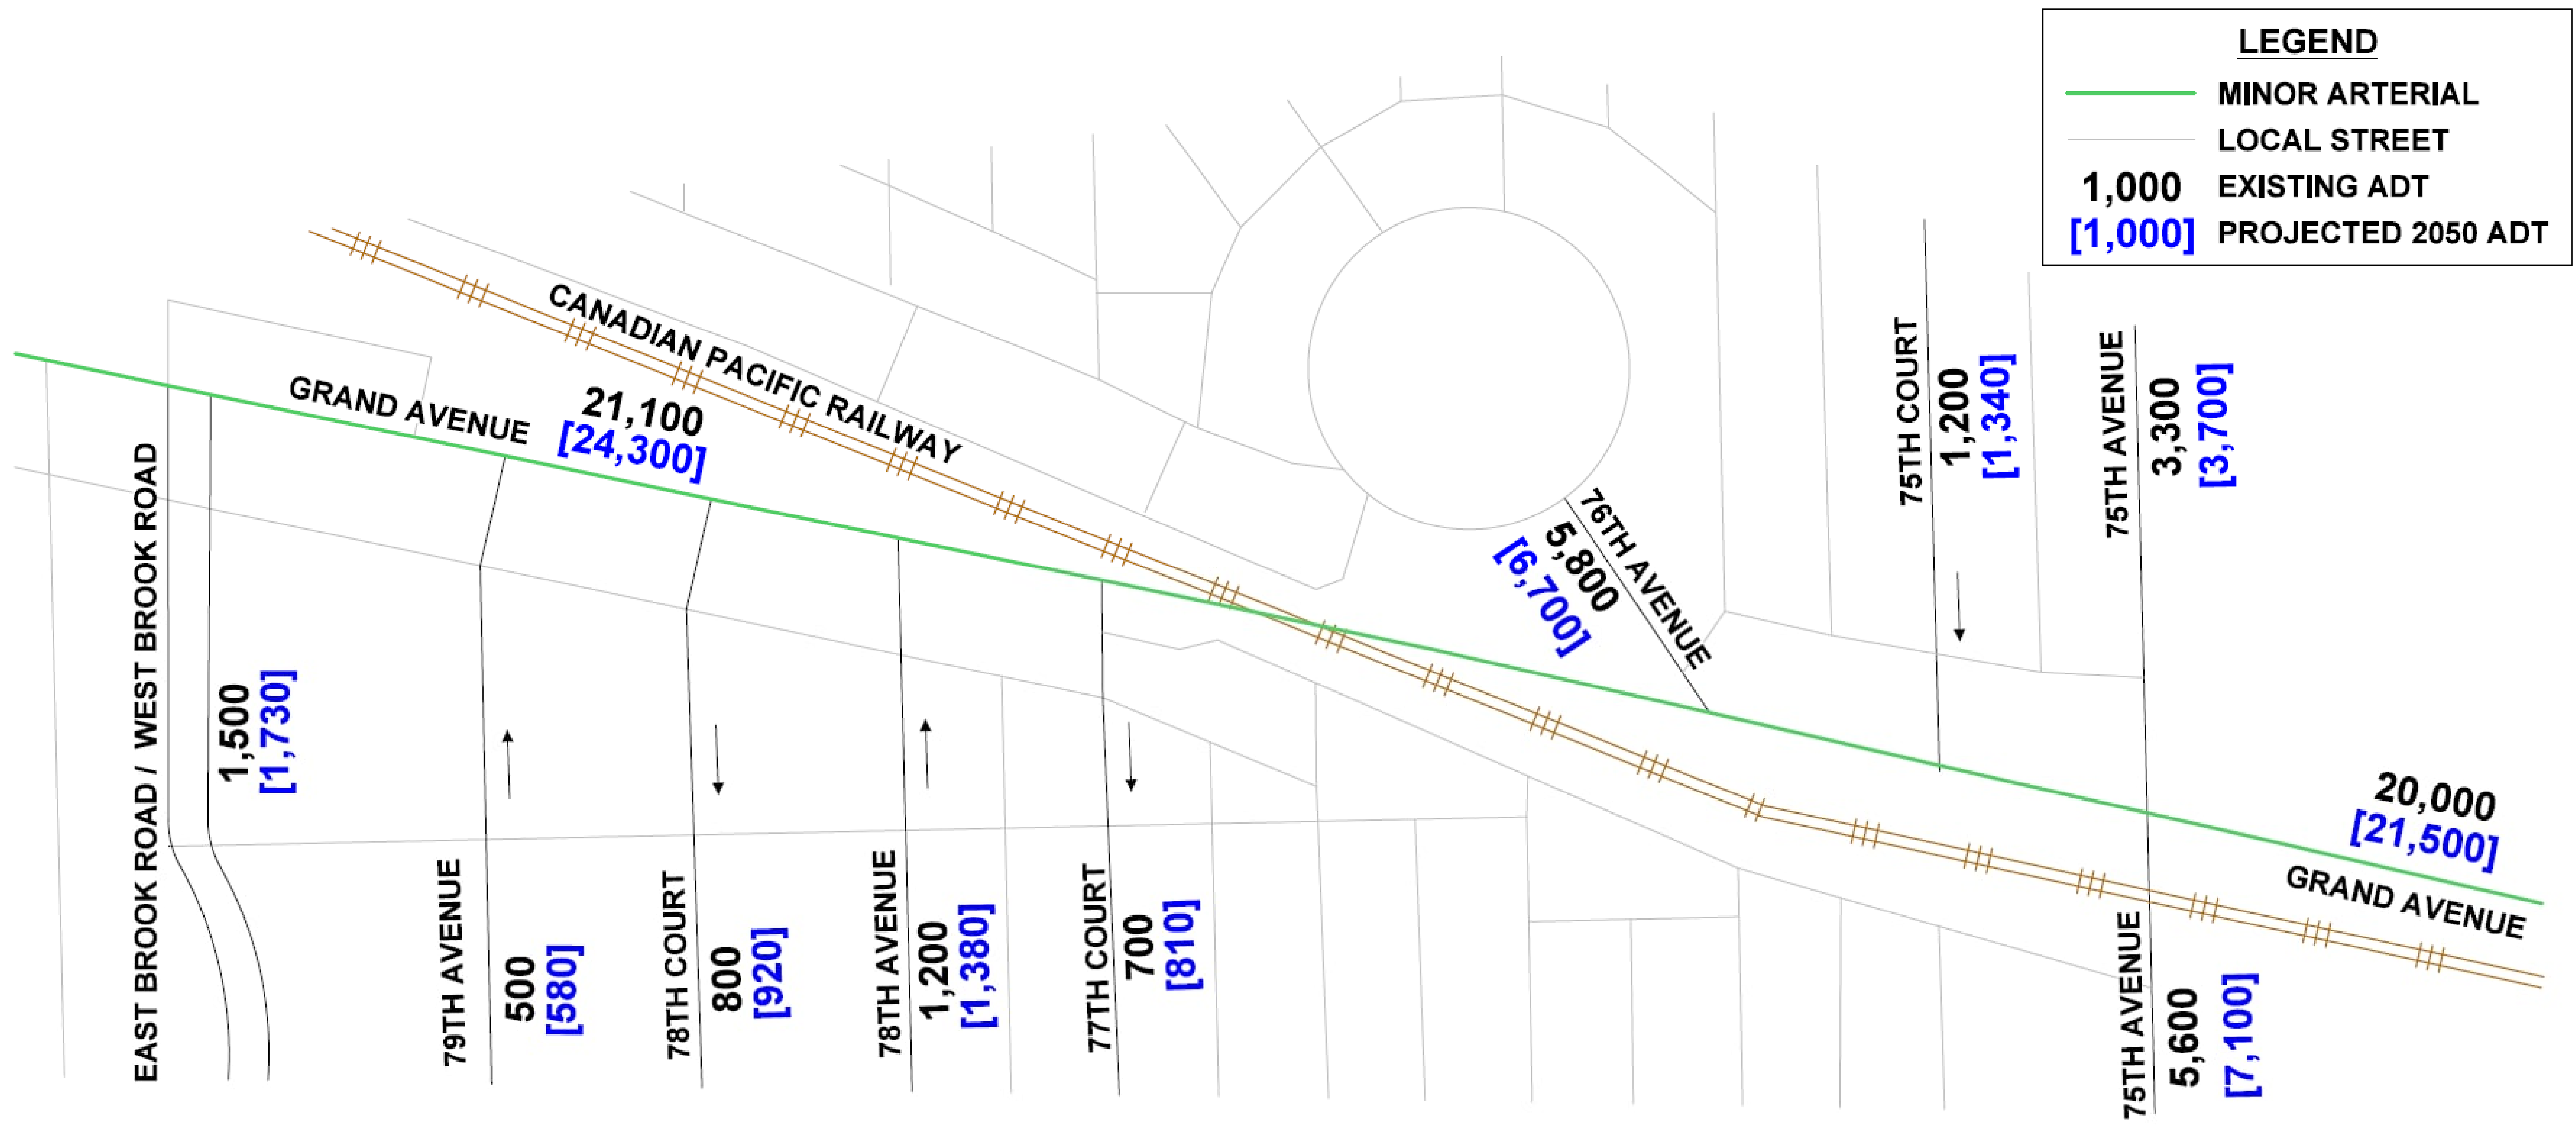 LEGEND
MINOR ARTERIAL
LOCAL STREET
1,000 EXISTING ADT
[1,000] PROJECTED 2050 ADT
CANADIAN PACIFIC RAILWAY
GRAND AVENUE
21,100
[24,300]
EAST BROOK ROAD / WEST BROOK ROAD
1,500
[1,730]
79TH AVENUE
500
[580]
78TH COURT
800
[920]
78TH AVENUE
1,200
[1,380]
77TH COURT
700
[810]
76TH AVENUE
5,800
[6,700]
75TH COURT
1,200
[1,340]
75TH AVENUE
3,300
[3,700]
20,000
[21,500]
GRAND AVENUE
75TH AVENUE
5,600
[7,100]